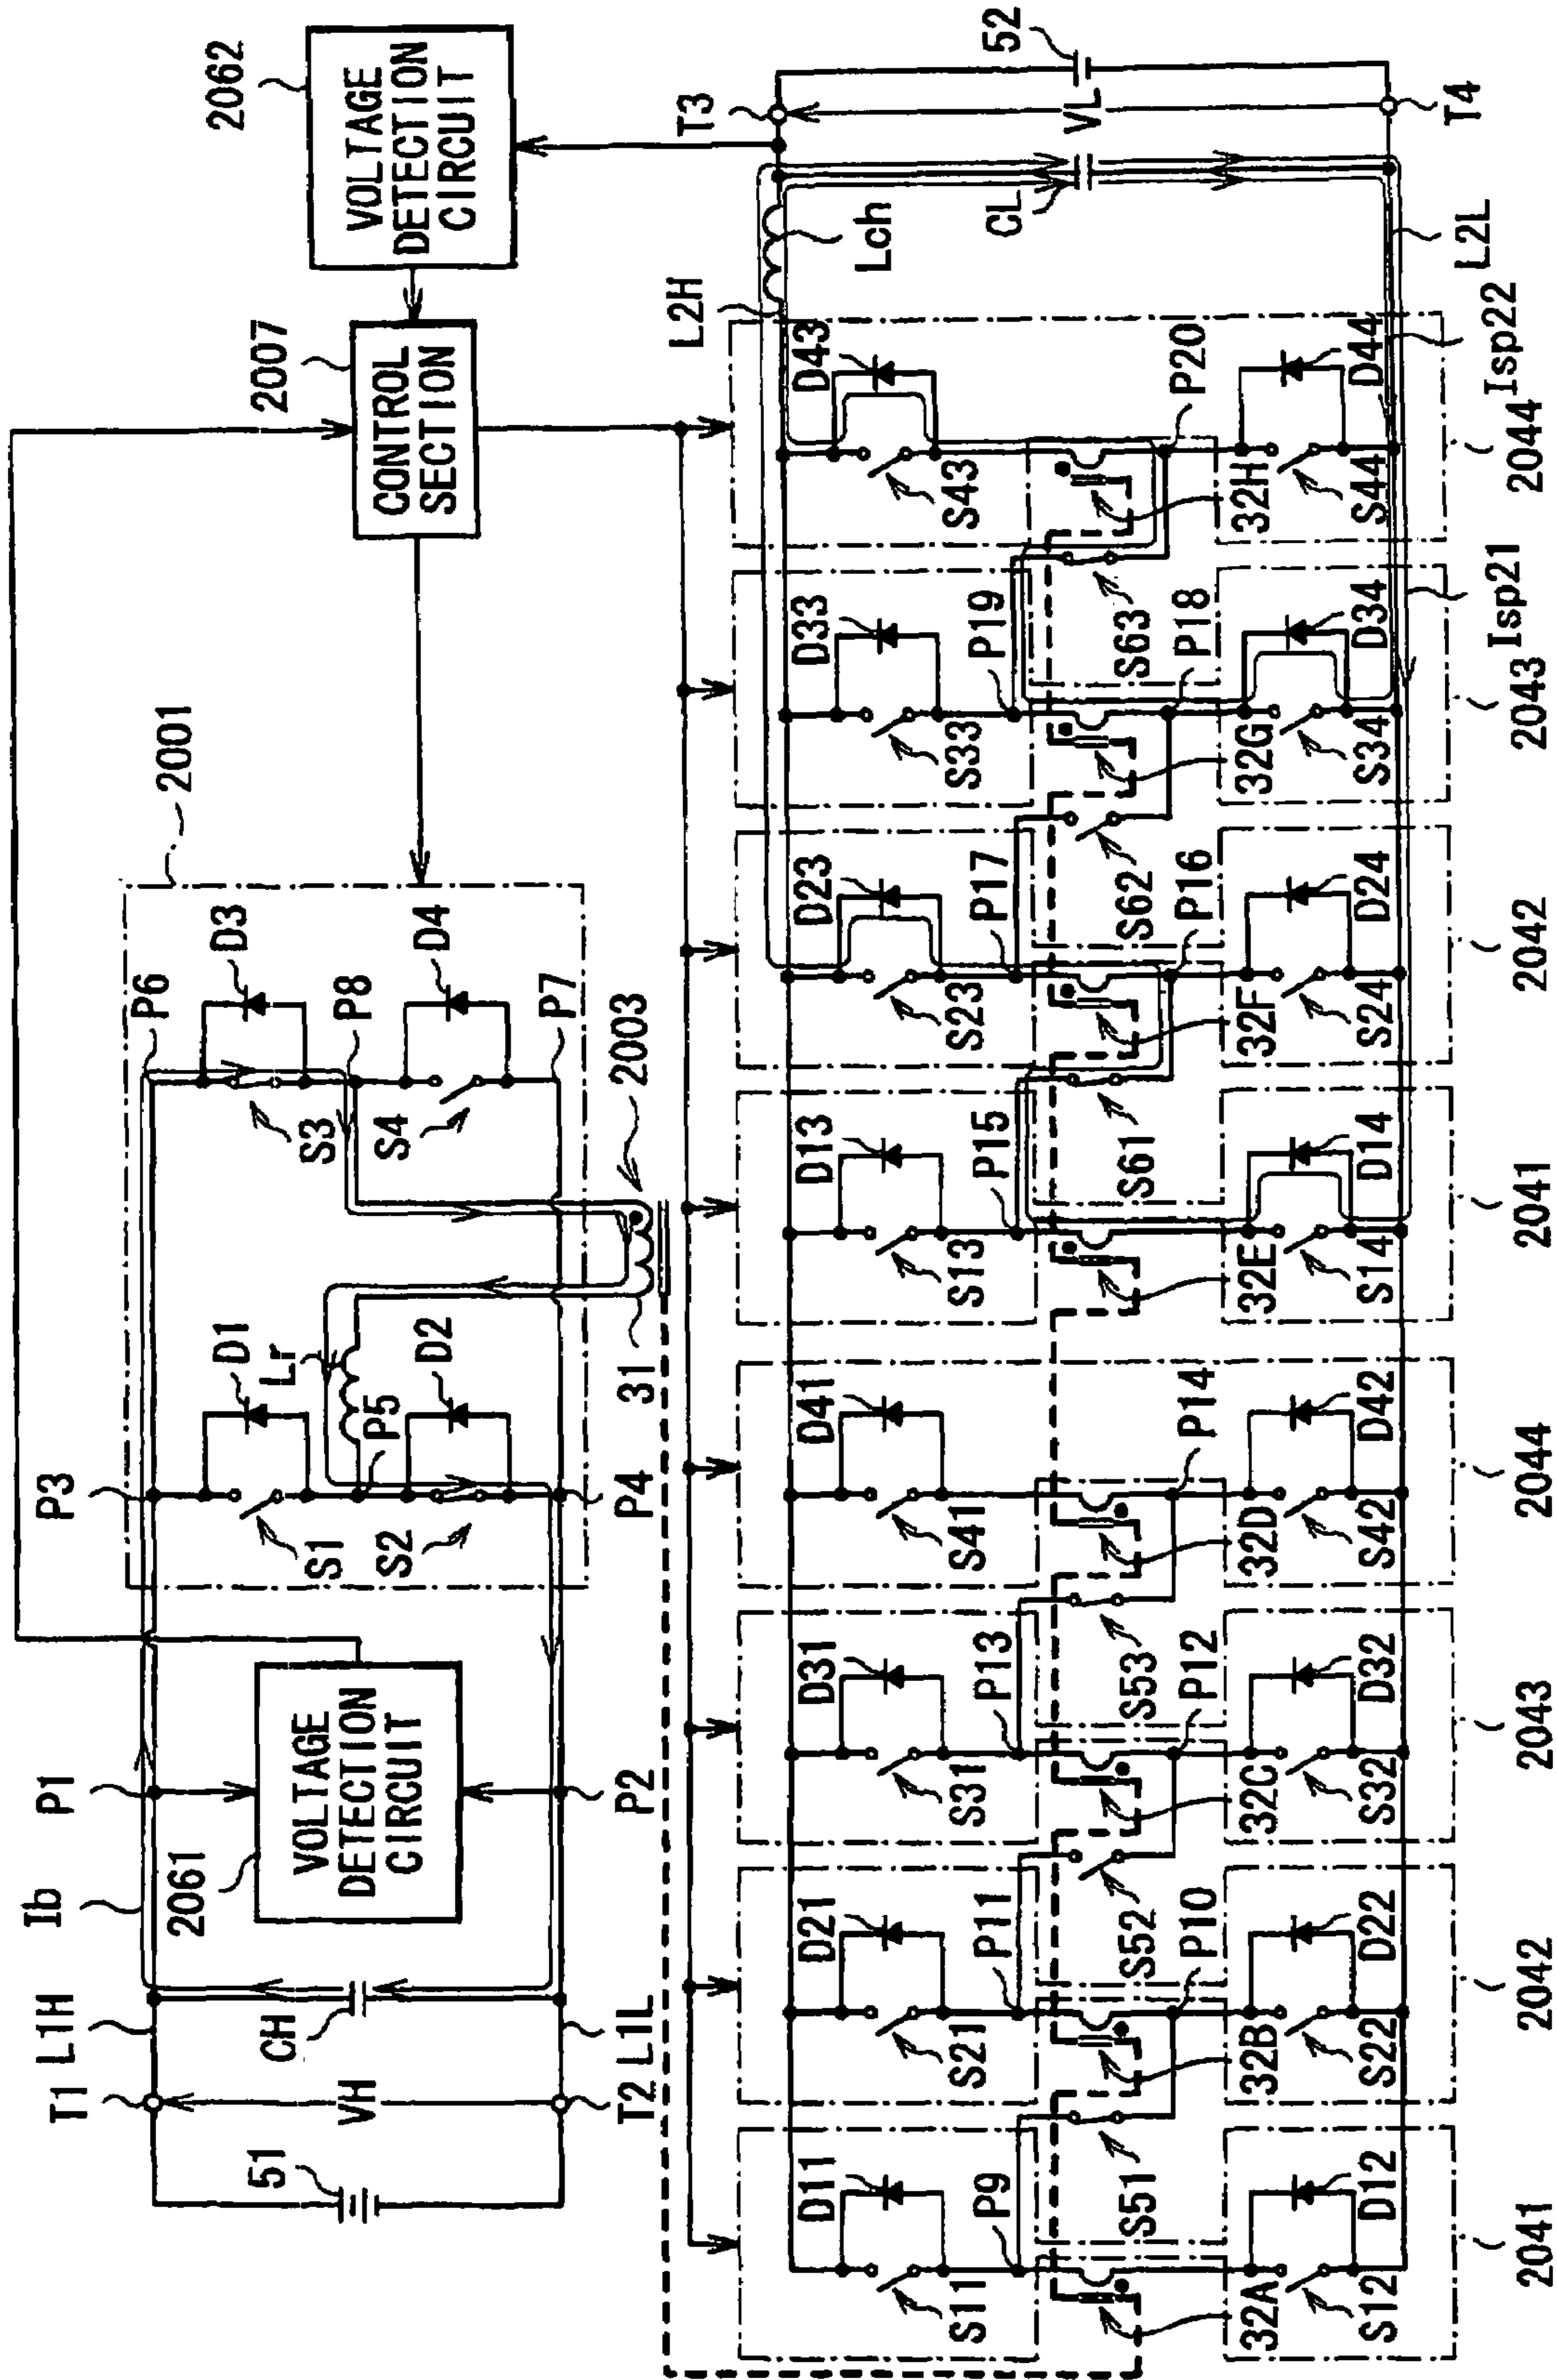 2062
VOLTAGE
DETECTION
CIRCUIT
2007
CONTROL
SECTION
2001
P6
D3
P8
D4
P7
S3
S4
2003
P3
D1
Lr
D2
P5
31
P4
S1
S2
P1
VOLTAGE
DETECTION
CIRCUIT
2061
P2
Ib
L1H
CH
L1L
T1
VH
T2
51
52
T3
VL
T4
CL
Lch
L2H
L2L
Isp22
Isp21
D11
S11
P9
S51
32A
S12
D12
2041
D21
S21
P11
S52
P10
32B
S22
D22
2042
D31
S31
P13
S53
P12
32C
S32
D32
2043
D41
S41
P14
32D
S42
D42
2044
D13
S13
P15
S61
32E
S14
D14
2041
D23
S23
P17
S62
P16
32F
S24
D24
2042
D33
S33
P19
S63
P18
32G
S34
D34
2043
D43
S43
P20
32H
S44
D44
2044